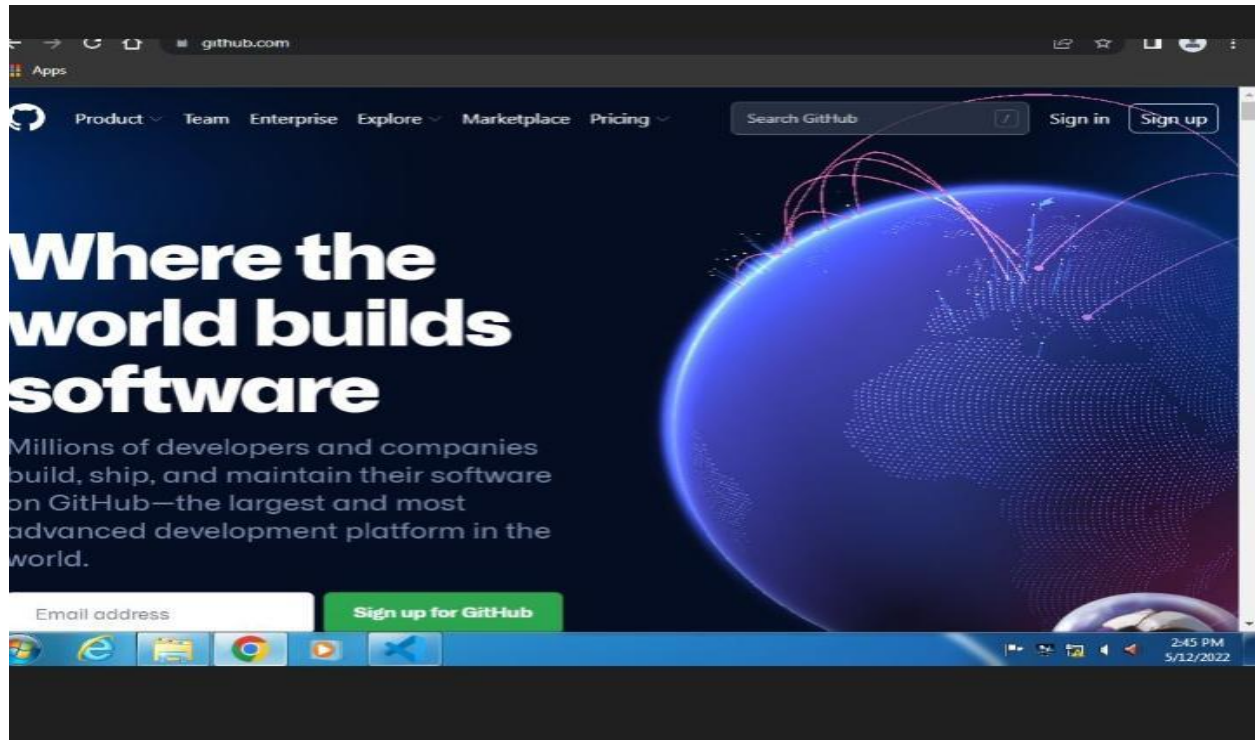 github.com
Apps
Product Team Enterprise Explore Marketplace Pricing Search GitHub / Sign in Sign up
Where the
world builds
software
Millions of developers and companies
build, ship, and maintain their software
on GitHub—the largest and most
advanced development platform in the
world.
Email address Sign up for GitHub
2:45 PM
5/12/2022